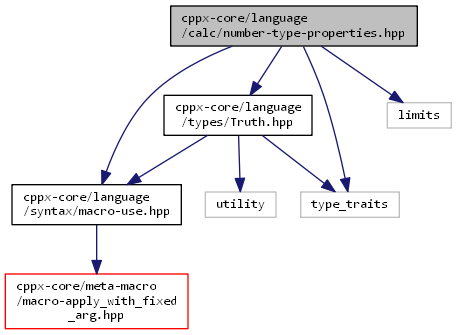 cppx-core/language
/calc/number-type-properties.hpp
cppx-core/language
/types/Truth.hpp
limits
cppx-core/language
/syntax/macro-use.hpp
utility
type_traits
cppx-core/meta-macro
/macro-apply_with_fixed
_arg.hpp